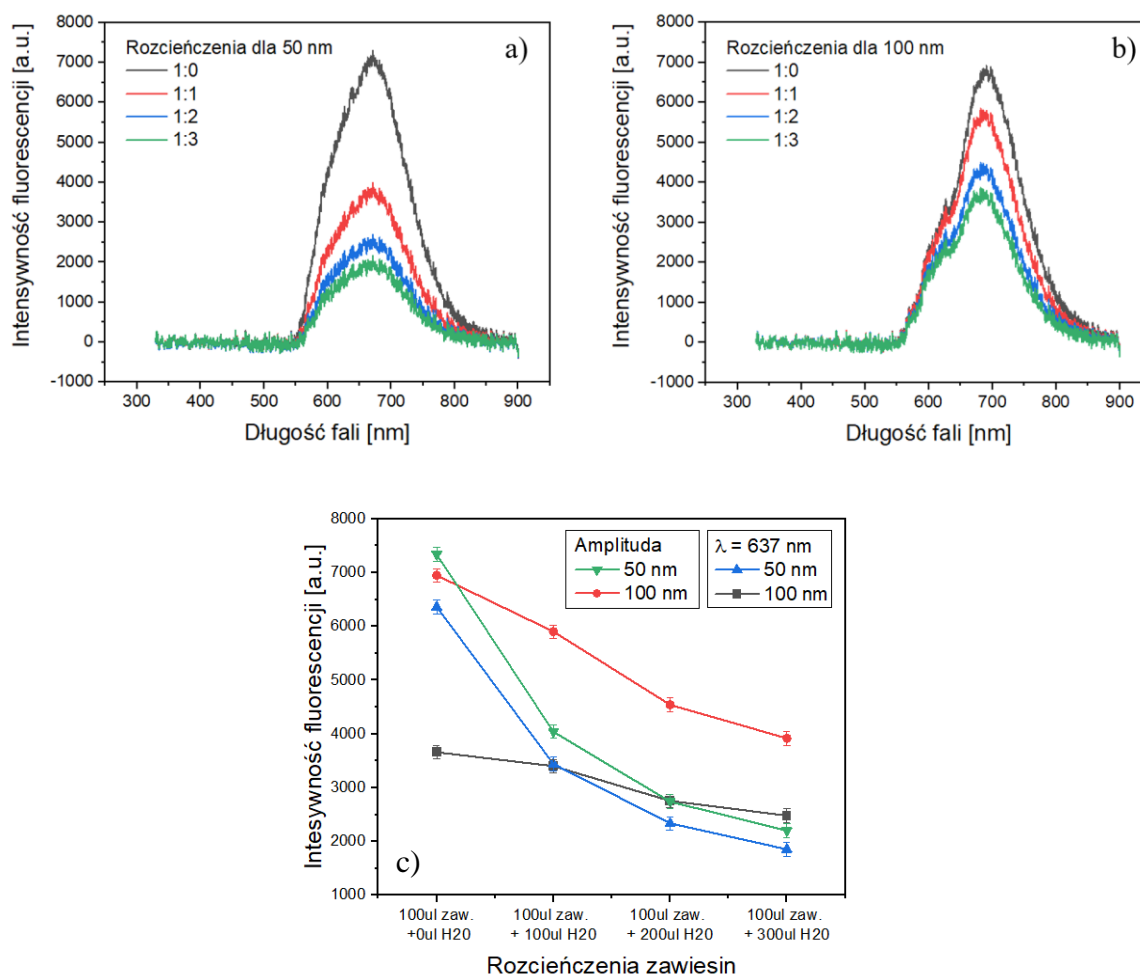 Rozcieńczenia dla 50 nm
1:0
1:1
1:2
1:3
a)
8000
7000
6000
5000
4000
3000
2000
1000
0
-1000
Intensywność fluorescencji [a.u.]
300 400 500 600 700 800 900
Długość fali [nm]
Rozcieńczenia dla 100 nm
1:0
1:1
1:2
1:3
b)
8000
7000
6000
5000
4000
3000
2000
1000
0
-1000
Intensywność fluorescencji [a.u.]
300 400 500 600 700 800 900
Długość fali [nm]
Amplituda
50 nm
100 nm
λ = 637 nm
50 nm
100 nm
c)
8000
7000
6000
5000
4000
3000
2000
1000
Intesywność fluorescencji [a.u.]
100ul zaw. 100ul zaw. 100ul zaw. 100ul zaw.
+0ul H20 + 100ul H20 + 200ul H20 + 300ul H20
Rozcieńczenia zawiesin